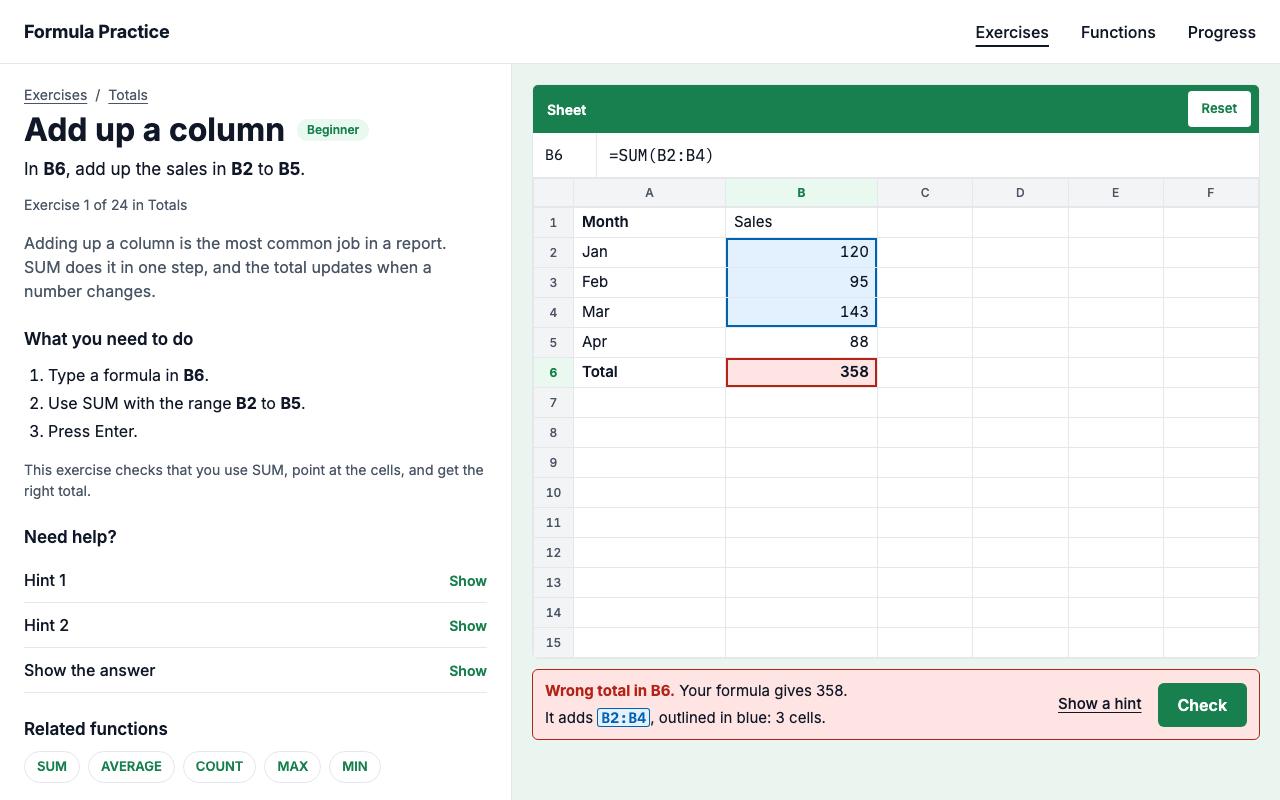 Formula Practice
Exercises Functions Progress
Exercises / Totals
Add up a column Beginner
In B6, add up the sales in B2 to B5.
Exercise 1 of 24 in Totals
Adding up a column is the most common job in a report.
SUM does it in one step, and the total updates when a
number changes.
What you need to do
1. Type a formula in B6.
2. Use SUM with the range B2 to B5.
3. Press Enter.
This exercise checks that you use SUM, point at the cells, and get the
right total.
Need help?
Hint 1 Show
Hint 2 Show
Show the answer Show
Related functions
SUM AVERAGE COUNT MAX MIN
Sheet Reset
B6 =SUM(B2:B4)
A B C D E F
1 Month Sales
2 Jan 120
3 Feb 95
4 Mar 143
5 Apr 88
6 Total 358
7
8
9
10
11
12
13
14
15
Wrong total in B6. Your formula gives 358.
It adds B2:B4, outlined in blue: 3 cells.
Show a hint Check